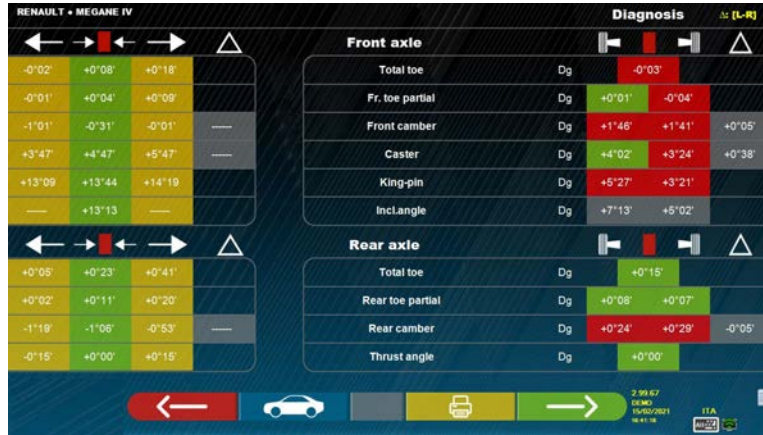 RENAULT • MEGANE IV Diagnosis Δ: [L-R]
Front axle
-0°02' +0°08' +0°18' Total toe Dg -0°03'
-0°01' +0°04' +0°09' Fr. toe partial Dg +0°01' -0°04'
-1°01' -0°31' -0°01' ----- Front camber Dg +1°46' +1°41' +0°05'
+3°47' +4°47' +5°47' ----- Caster Dg +4°02' +3°24' +0°38'
+13°09 +13°44 +14°19 King-pin Dg +5°27' +3°21'
----- +13°13 ----- Incl.angle Dg +7°13' +5°02'
Rear axle
+0°05' +0°23' +0°41' Total toe Dg +0°15'
+0°02' +0°11' +0°20' Rear toe partial Dg +0°08' +0°07'
-1°19' -1°06' -0°53' ----- Rear camber Dg +0°24' +0°29' -0°05'
-0°15' +0°00' +0°15' Thrust angle Dg +0°00'
2.99.67
DEMO
15/02/2021 ITA
16:41:16